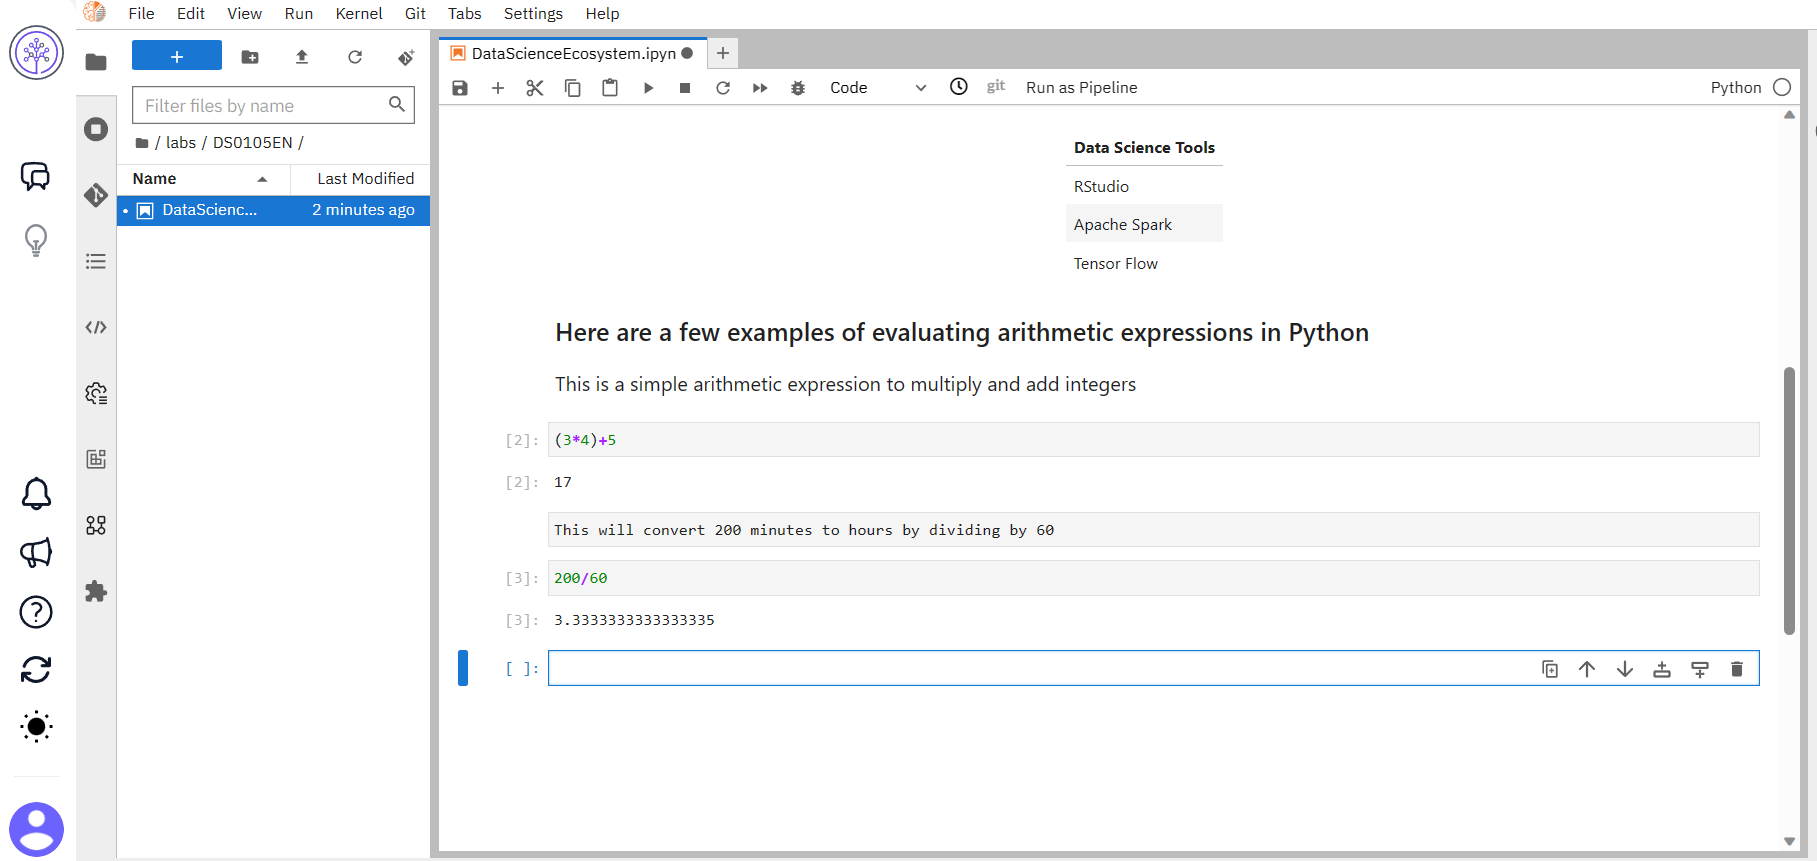 File Edit View Run Kernel Git Tabs Settings Help
+
Filter files by name
/ labs / DS0105EN /
Name Last Modified
DataScienc... 2 minutes ago
DataScienceEcosystem.ipyn
Code git Run as Pipeline Python
Data Science Tools
RStudio
Apache Spark
Tensor Flow
Here are a few examples of evaluating arithmetic expressions in Python
This is a simple arithmetic expression to multiply and add integers
[2]: (3*4)+5
[2]: 17
This will convert 200 minutes to hours by dividing by 60
[3]: 200/60
[3]: 3.3333333333333335
[ ]: